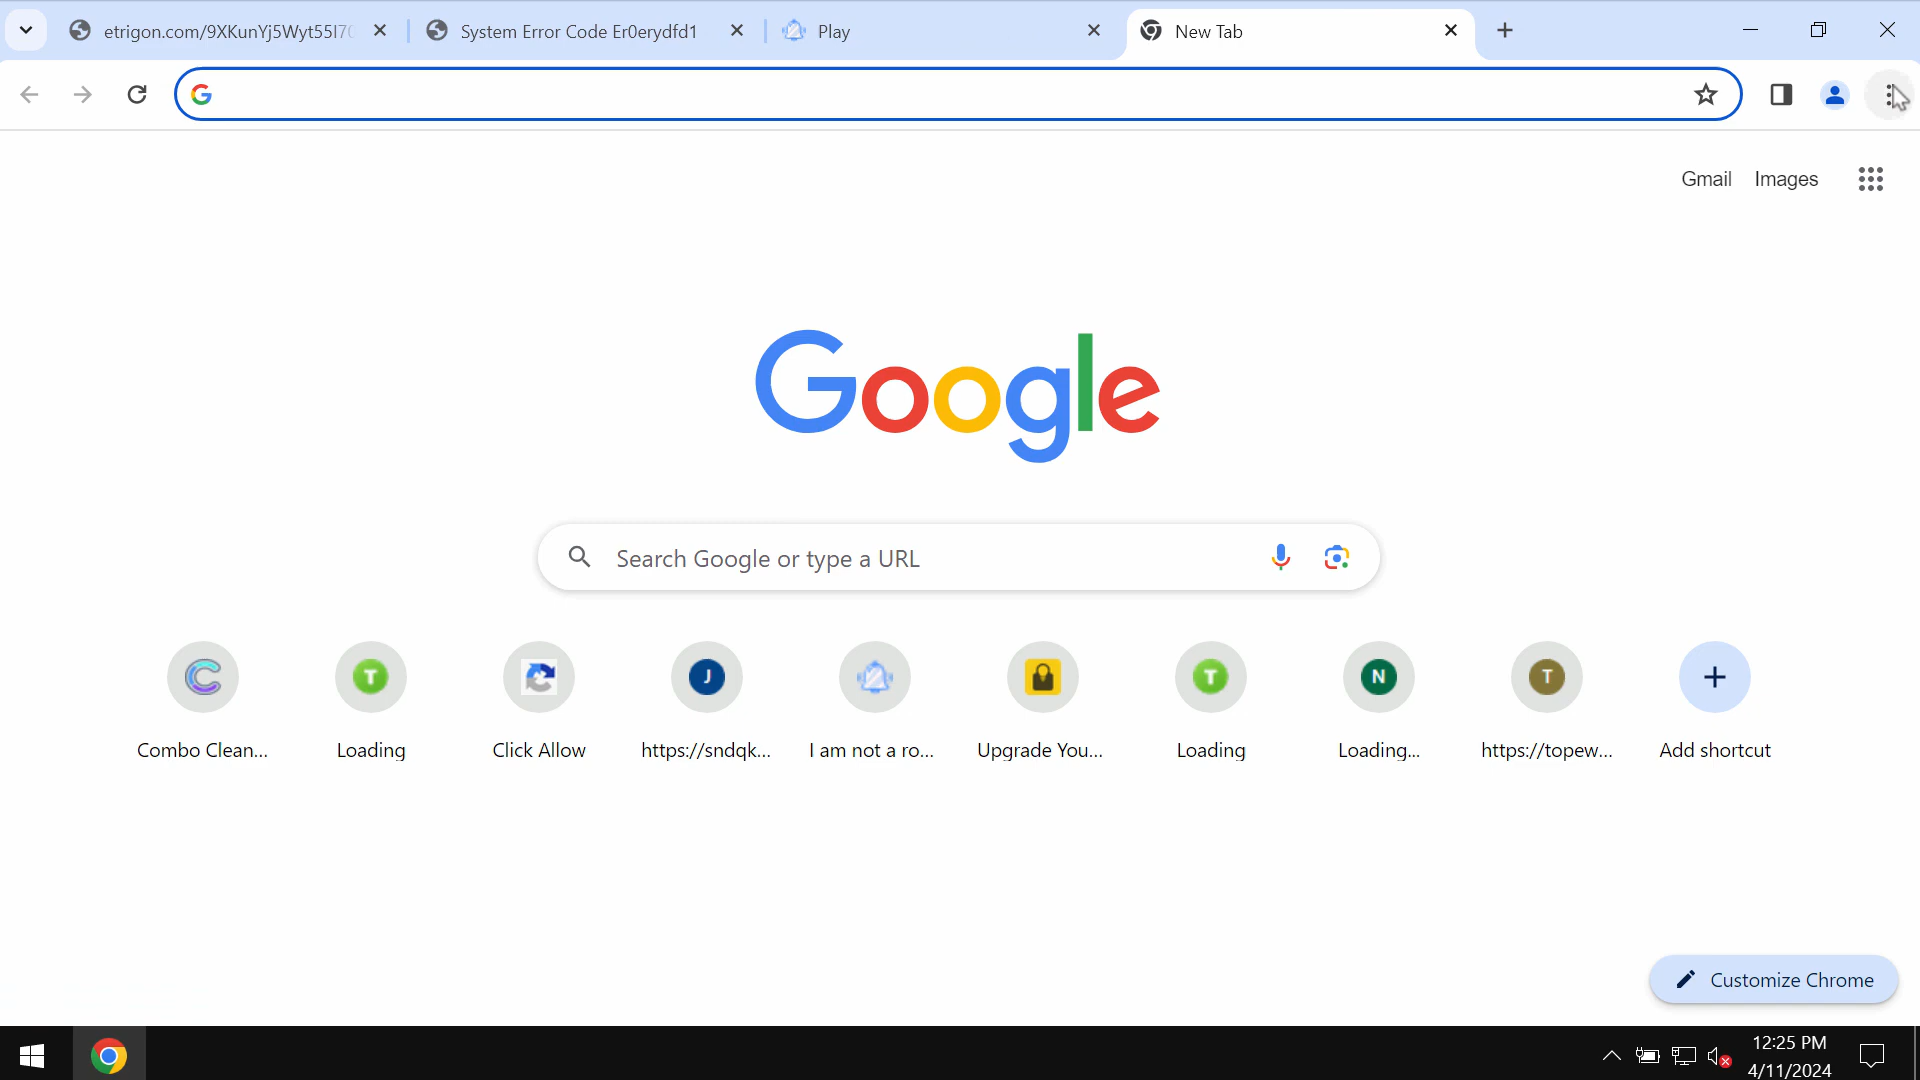 etrigon.com/9XKunYj5Wyt55I7
System Error Code Er0erydfd1
Play
New Tab
Gmail
Images
Google
Search Google or type a URL
Combo Clean...
Loading
Click Allow
J
https://sndqk...
I am not a ro...
Upgrade You...
T
Loading
N
Loading...
T
https://topew...
Add shortcut
Customize Chrome
12:25 PM
4/11/2024